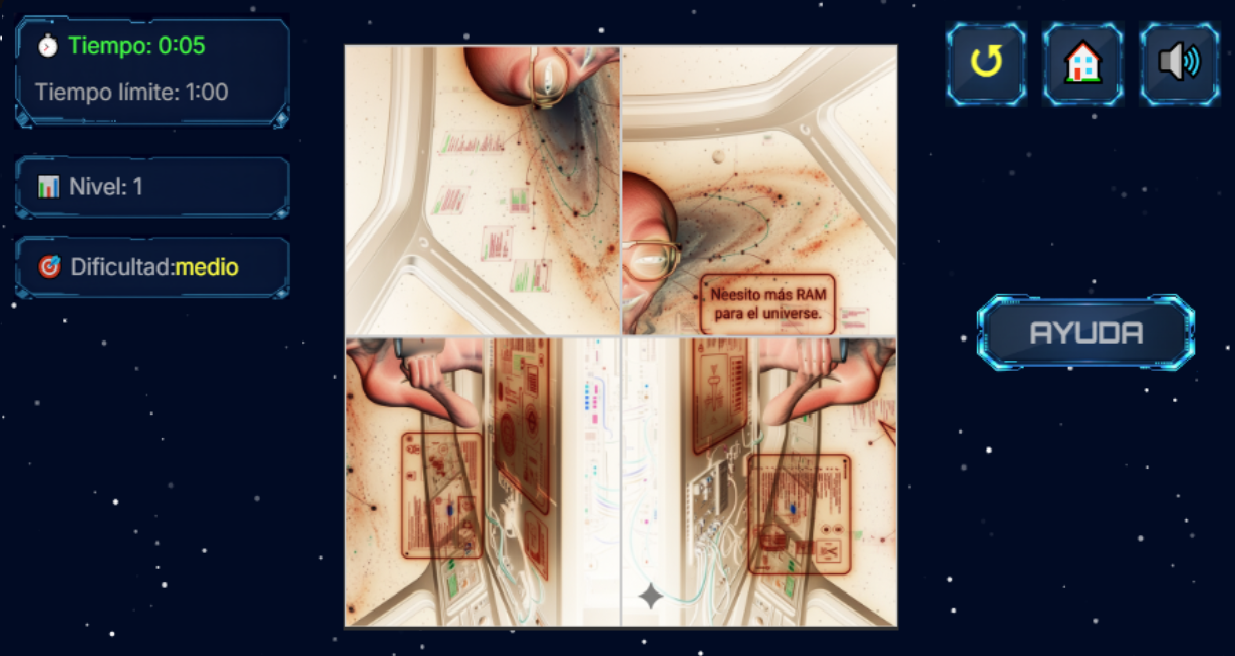 Tiempo: 0:05
Tiempo límite: 1:00
Nivel: 1
Dificultad:medio
Neesito más RAM
para el universe.
AYUDA